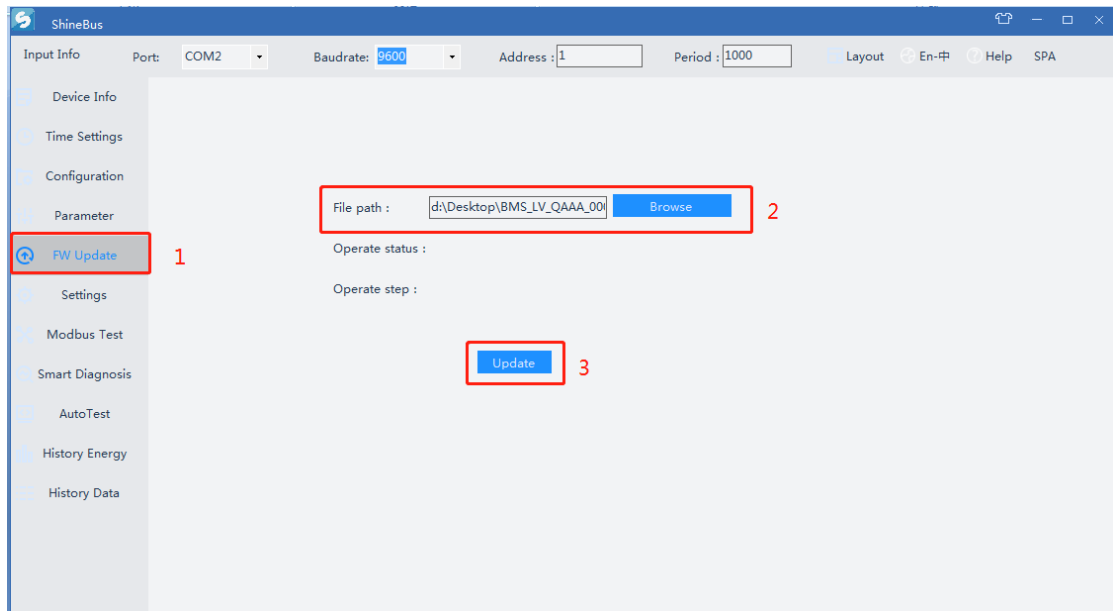 ShineBus
Input Info Port: COM2 Baudrate: 9600 Address : 1 Period : 1000 Layout En-中 Help SPA
Device Info
Time Settings
Configuration
Parameter
FW Update 1
Settings
Modbus Test
Smart Diagnosis
AutoTest
History Energy
History Data
File path : d:\Desktop\BMS_LV_QAAA_00 Browse 2
Operate status :
Operate step :
Update 3